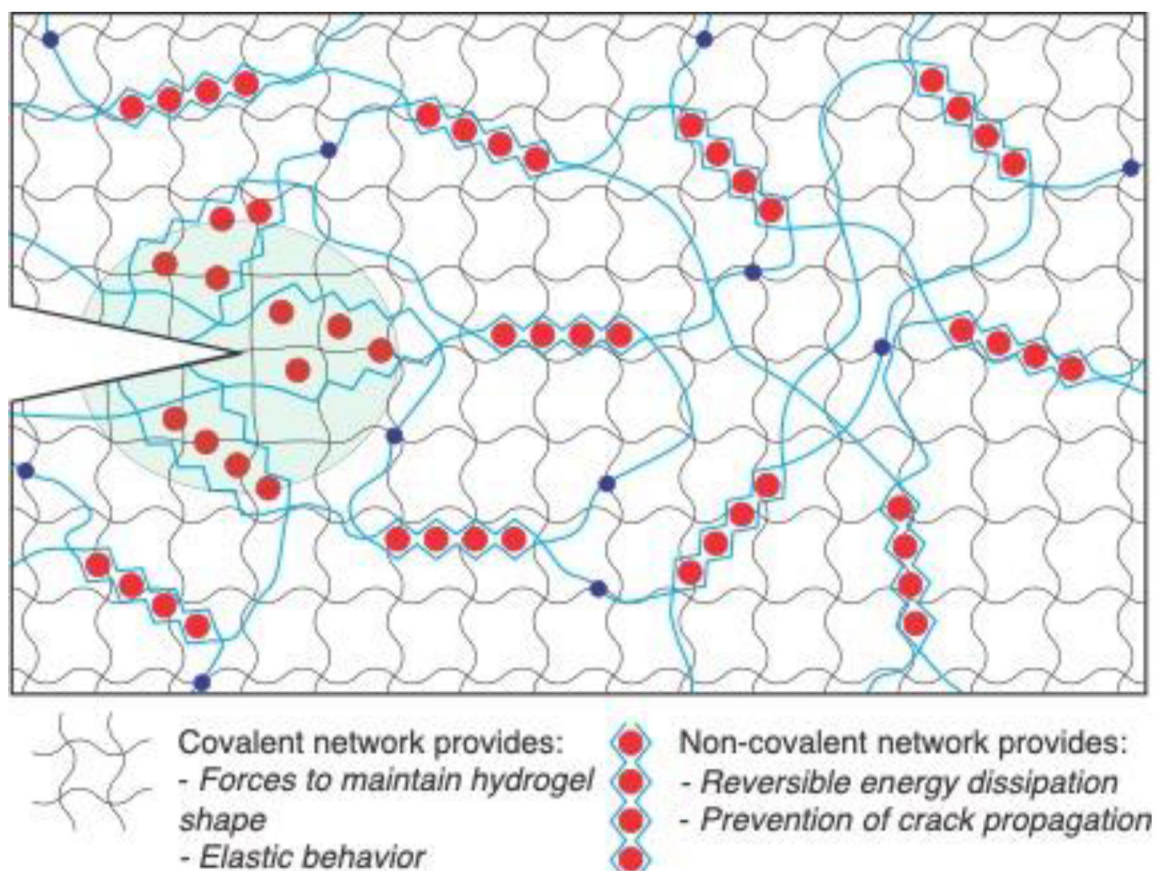 Covalent network provides:
- Forces to maintain hydrogel
shape
- Elastic behavior
Non-covalent network provides:
- Reversible energy dissipation
- Prevention of crack propagation